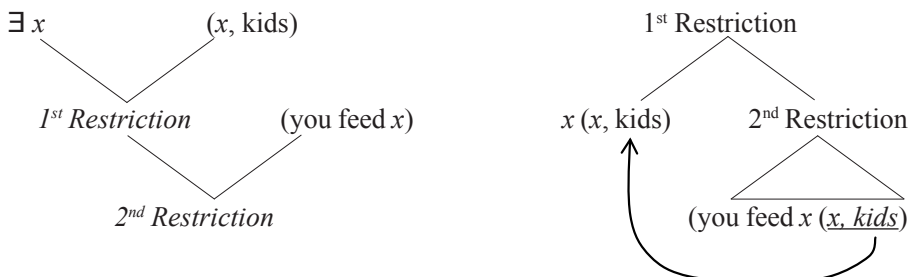 ∃ x (x, kids)
1st Restriction (you feed x)
2nd Restriction
1st Restriction
x (x, kids) 2nd Restriction
(you feed x (x, kids)